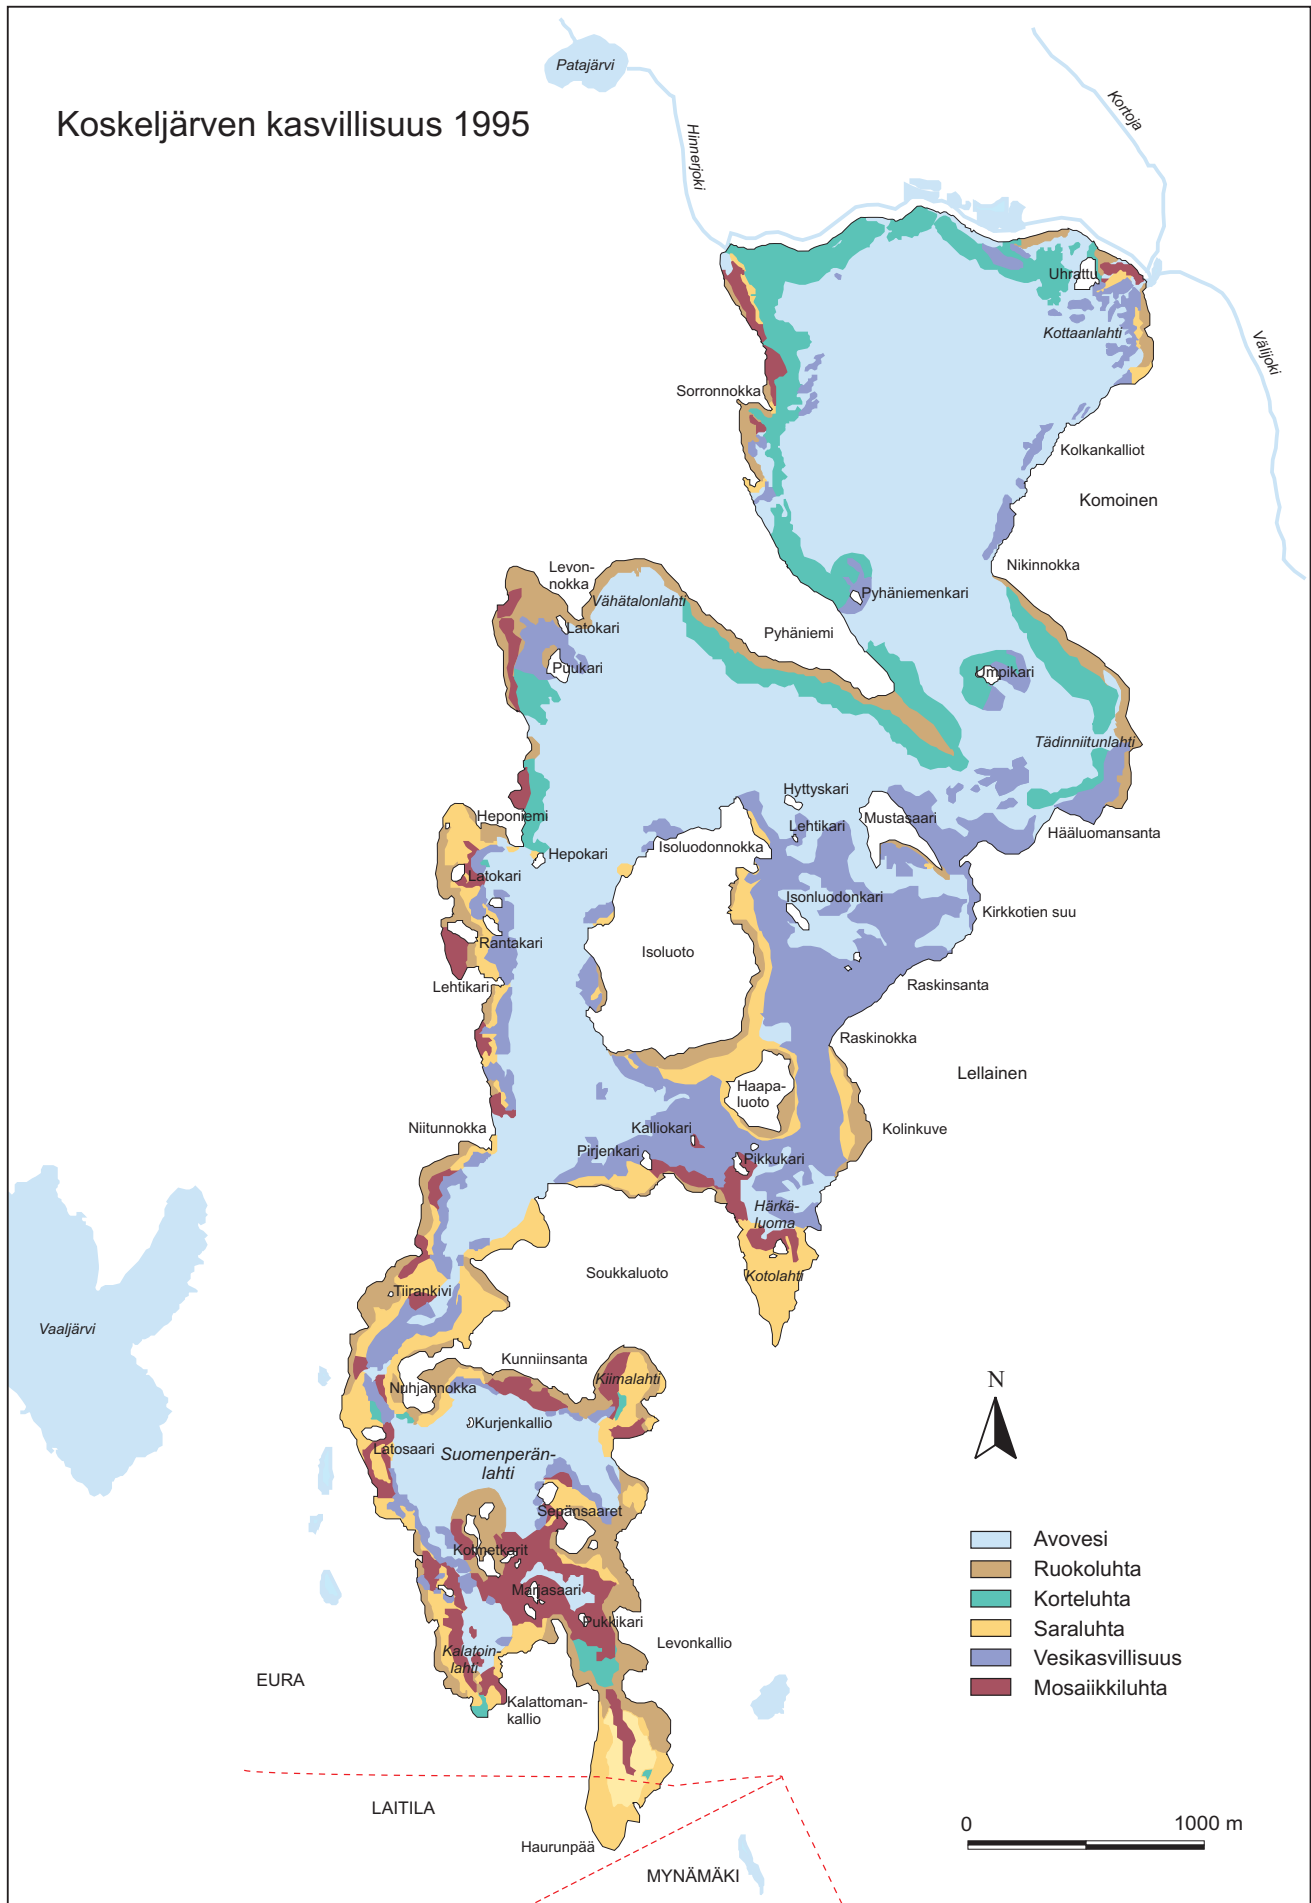 Patajärvi
Koskeljärven kasvillisuus 1995
Kortoja
Hinnerjoki
Uhrattu
Kottaanlahti
Välijoki
Sorronnokka
Kolkankalliot
Komoinen
Levon-
nokka
Nikinnokka
Vähätalonlahti
Pyhäniemenkari
Latokari
Pyhäniemi
Puukari
Umpikari
Tädinniitunlahti
Hyttyskari
Heponiemi
Lehtikari
Mustasaari
Hääluomansanta
Isoluodonnokka
Hepokari
Latokari
Isonluodonkari
Kirkkotien suu
Rantakari
Isoluoto
Lehtikari
Raskinsanta
Raskinokka
Lellainen
Haapa-
luoto
Niitunnokka
Kalliokari
Kolinkuve
Pirjenkari
Pikkukari
Härkä-
luoma
Soukkaluoto
Kotolahti
Tiirankivi
Vaaljärvi
Kunniinsanta
Kiimalahti
Nuhjannokka
N
Kurjenkallio
Latosaari
Suomenperän-
lahti
Sepänsaaret
Kolmetkarit
Avovesi
Ruokoluhta
Marjasaari
Korteluhta
Pukkikari
Saraluhta
Levonkallio
Kalatoin-
lahti
Vesikasvillisuus
EURA
Mosaiikkiluhta
Kalattoman-
kallio
LAITILA
0
1000 m
Haurunpää
MYNÄMÄKI